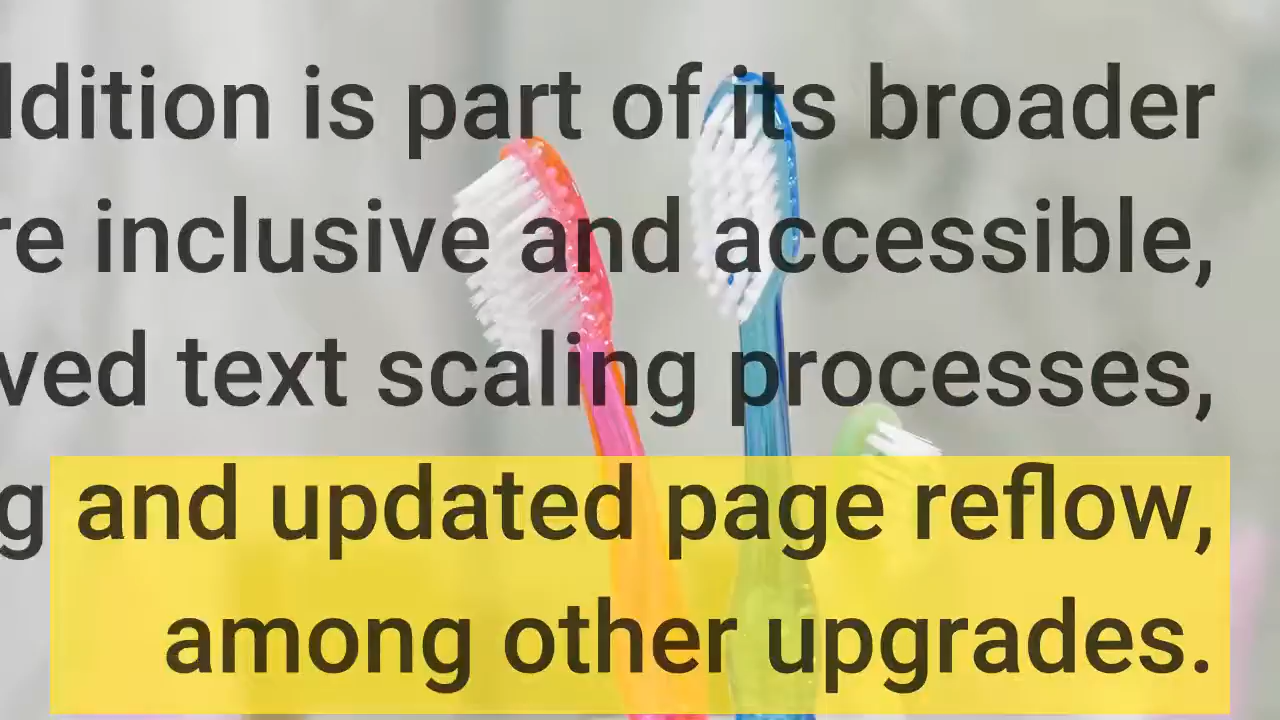 is part of its broader
inclusive and accessible,
text scaling processes,
and updated page reflow,
among other upgrades.